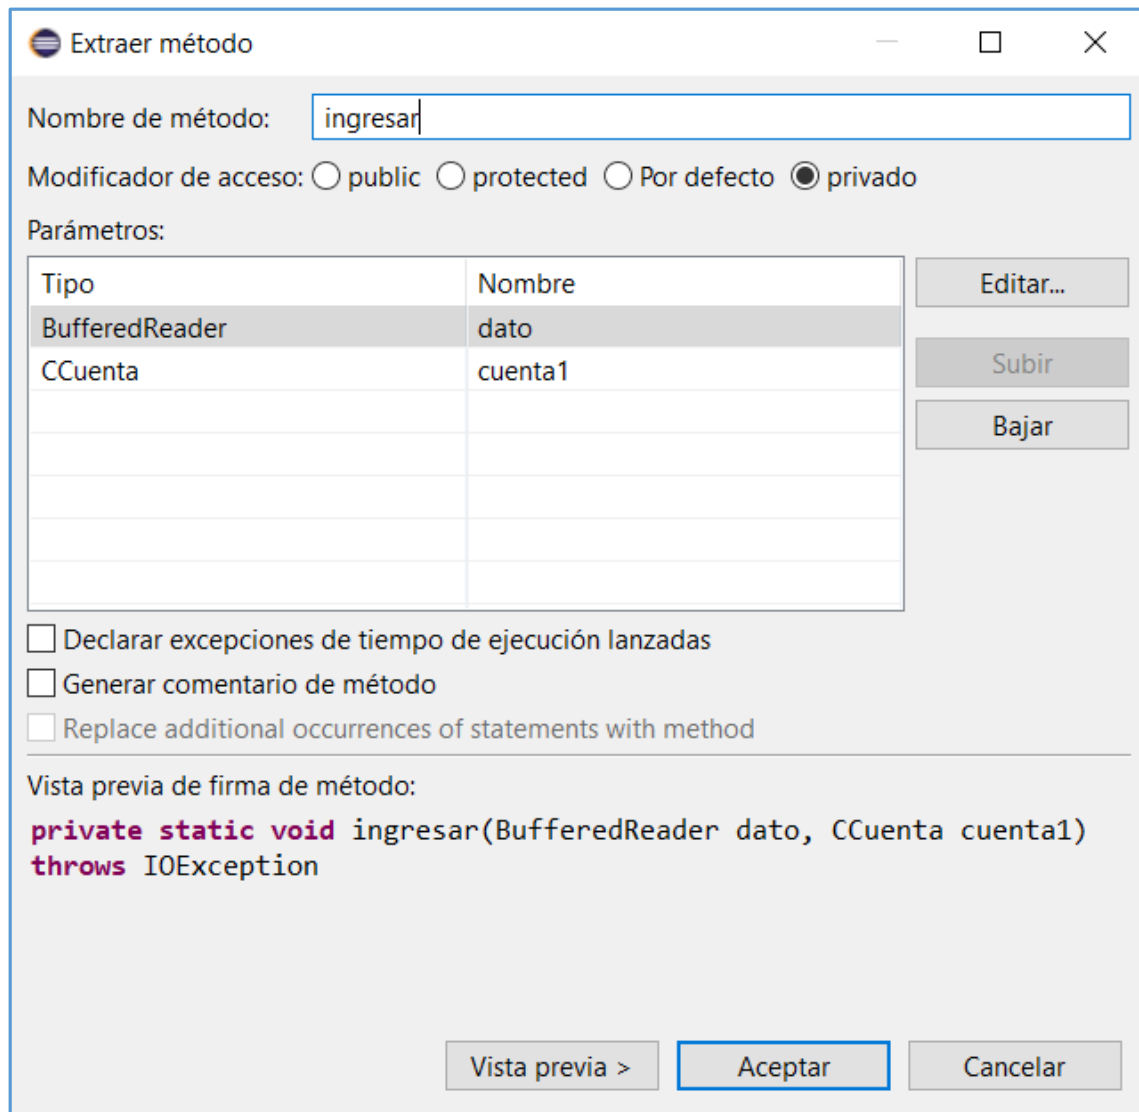 Extraer método
Nombre de método: ingresar
Modificador de acceso: public protected Por defecto privado
Parámetros:
Tipo Nombre Editar...
BufferedReader dato
CCuenta cuenta1 Subir
Bajar
Declarar excepciones de tiempo de ejecución lanzadas
Generar comentario de método
Replace additional occurrences of statements with method
Vista previa de firma de método:
private static void ingresar(BufferedReader dato, CCuenta cuenta1)
throws IOException
Vista previa > Aceptar Cancelar